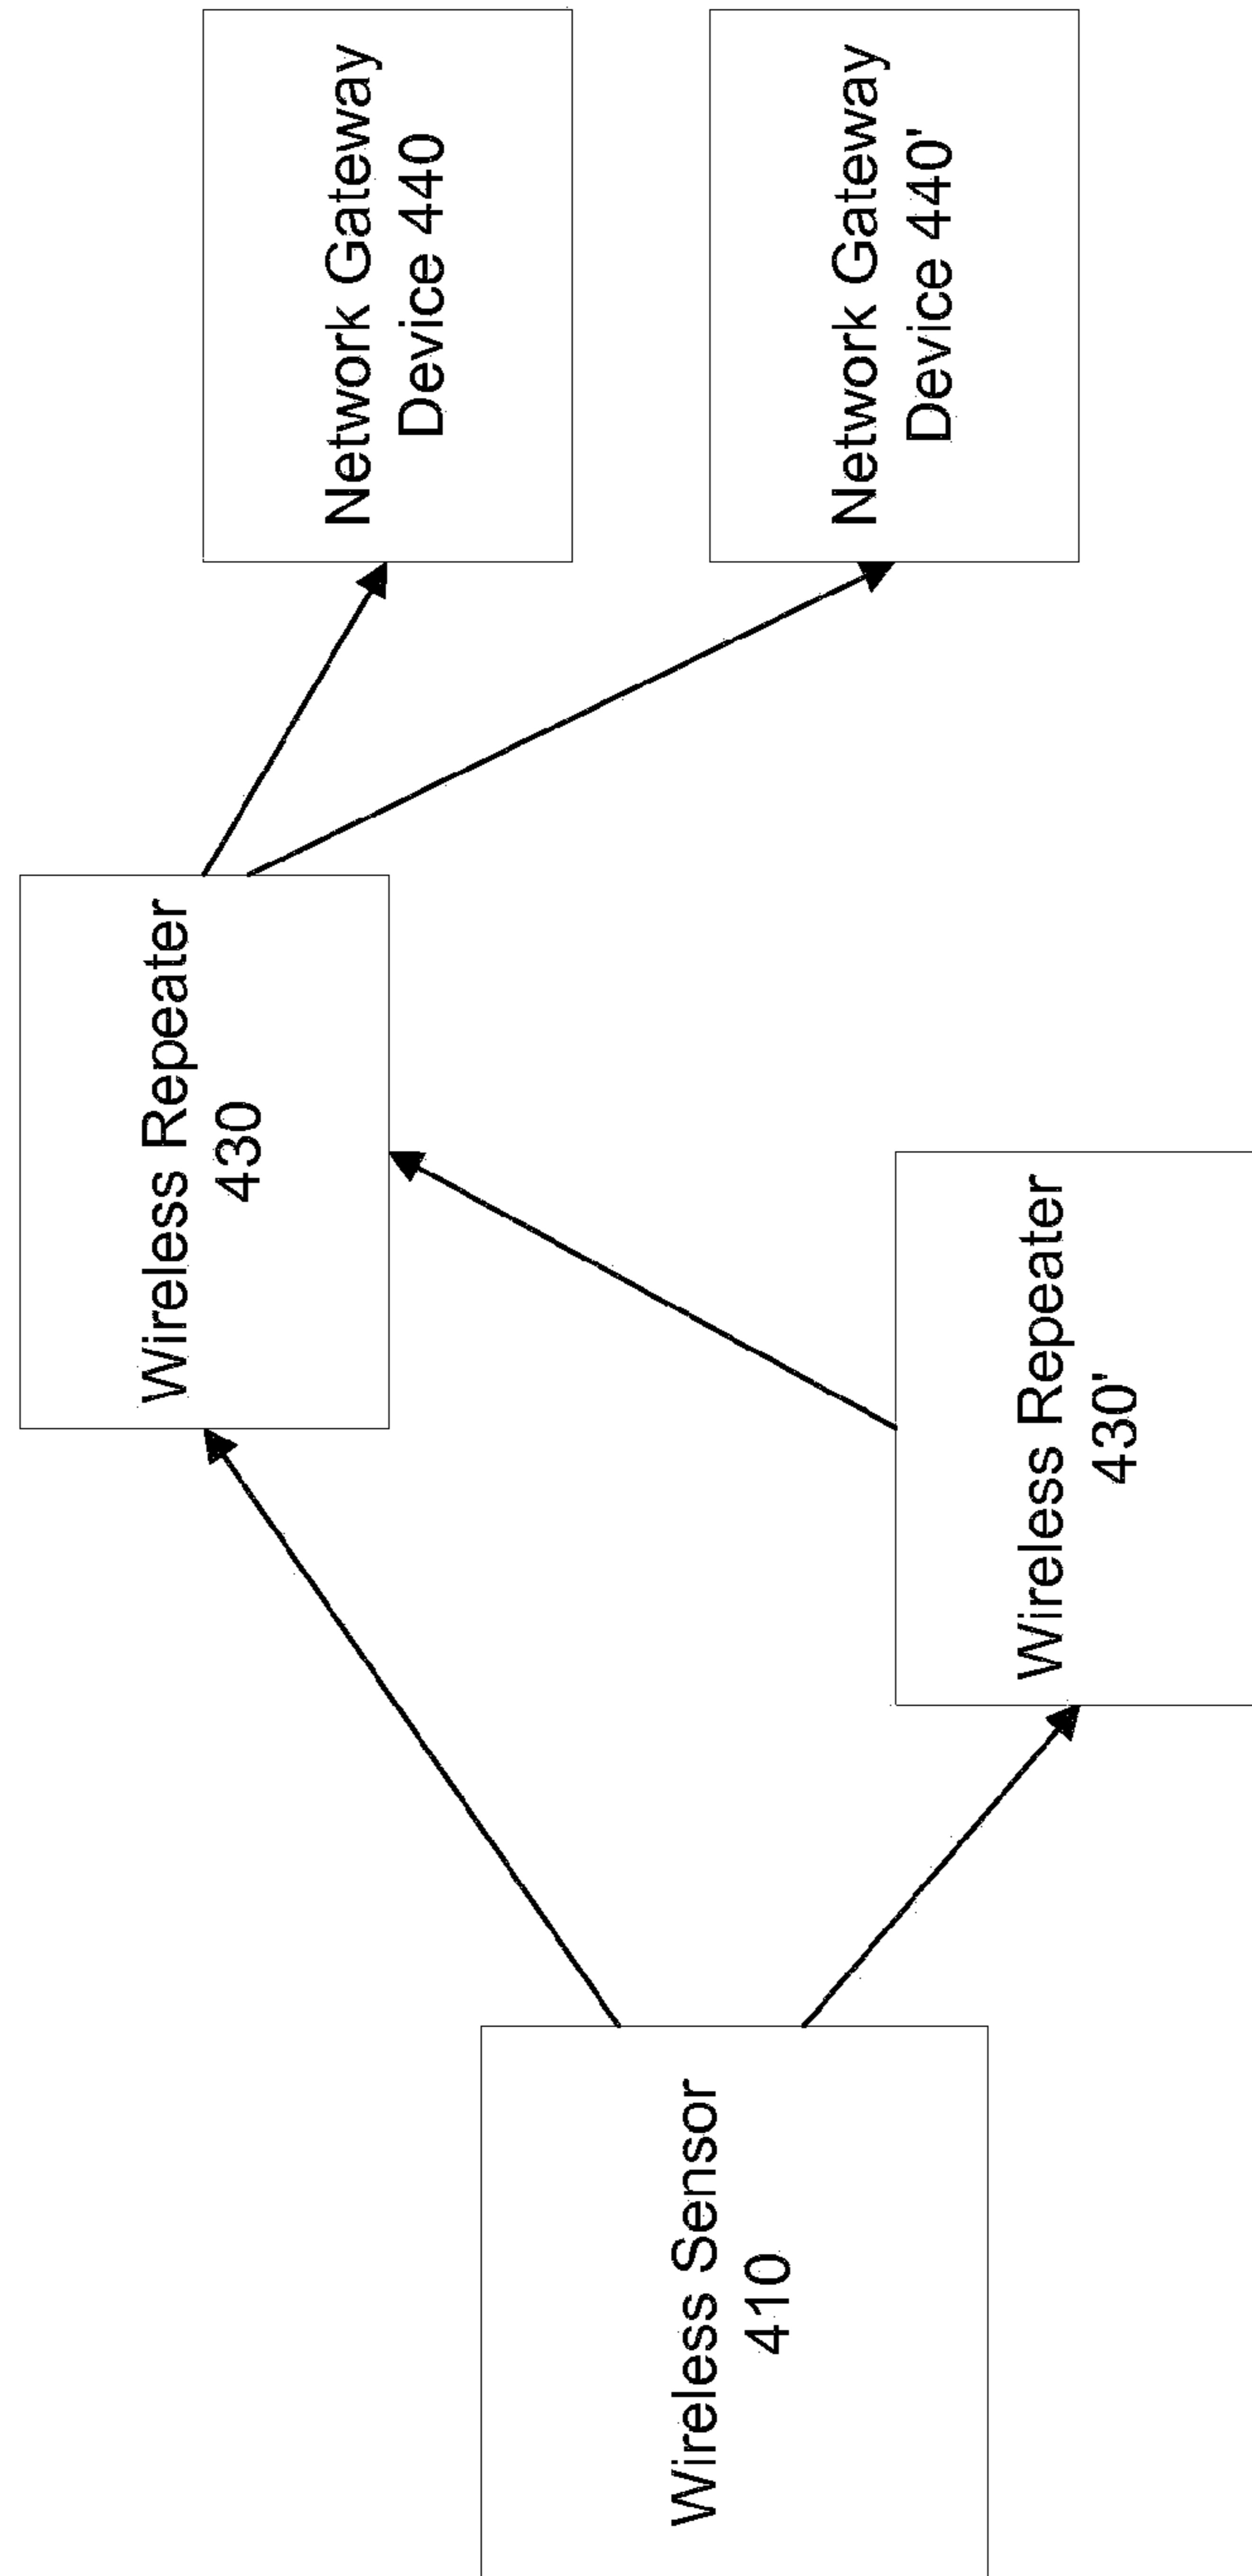 Wireless Sensor
410
Wireless Repeater
430
Wireless Repeater
430'
Network Gateway
Device 440
Network Gateway
Device 440'